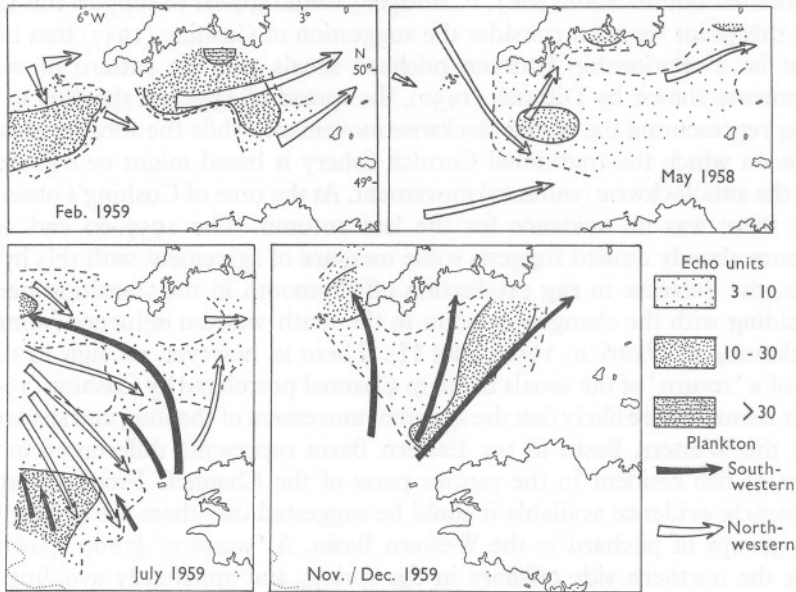 6°W
3°
N
50°
49°
Feb. 1959
May 1958
July 1959
Nov. / Dec. 1959
Echo units
3 - 10
10 - 30
> 30
Plankton
South-
western
North-
western